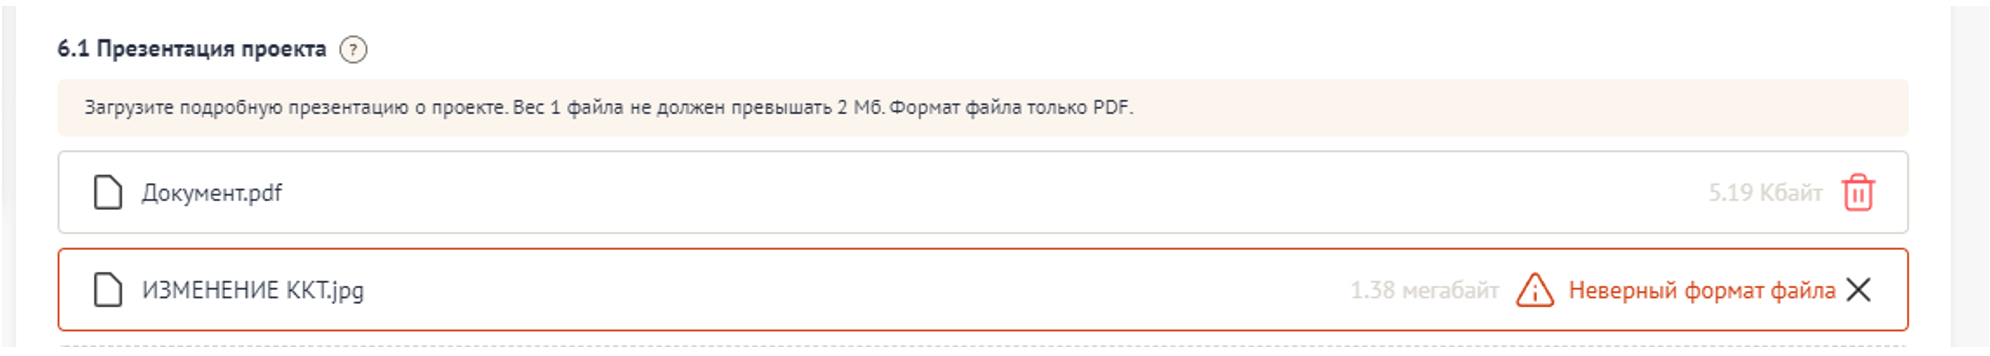 6.1 Презентация проекта ?
Загрузите подробную презентацию о проекте. Вес 1 файла не должен превышать 2 Мб. Формат файла только PDF.
Документ.pdf 5.19 Кбайт
ИЗМЕНЕНИЕ ККТ.jpg 1.38 мегабайт Неверный формат файла